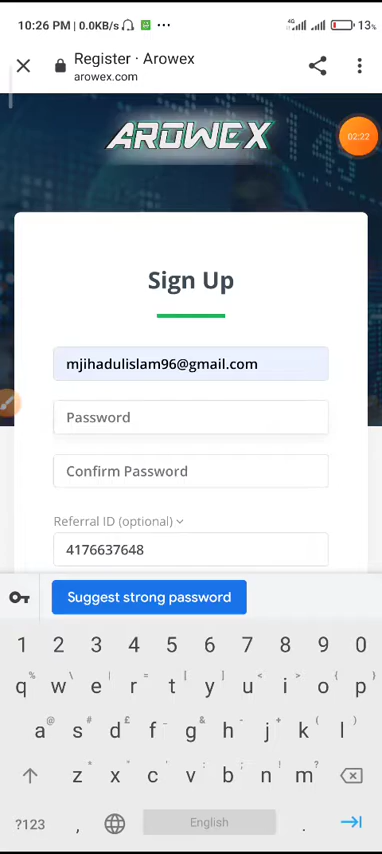 10:26 PM | 0.0KB/s ...
4G 13%
Register · Arowex
arowex.com
AROWEX
02:22
Sign Up
mjihadulislam96@gmail.com
Password
Confirm Password
Referral ID (optional)
4176637648
Suggest strong password
1 2 3 4 5 6 7 8 9 0
q% w\ e| r= t[ y] u< i> o{ p}
a@ s# d£ f_ g& h- j+ k( l)
z* x" c' v: b; n! m?
?123 , English .